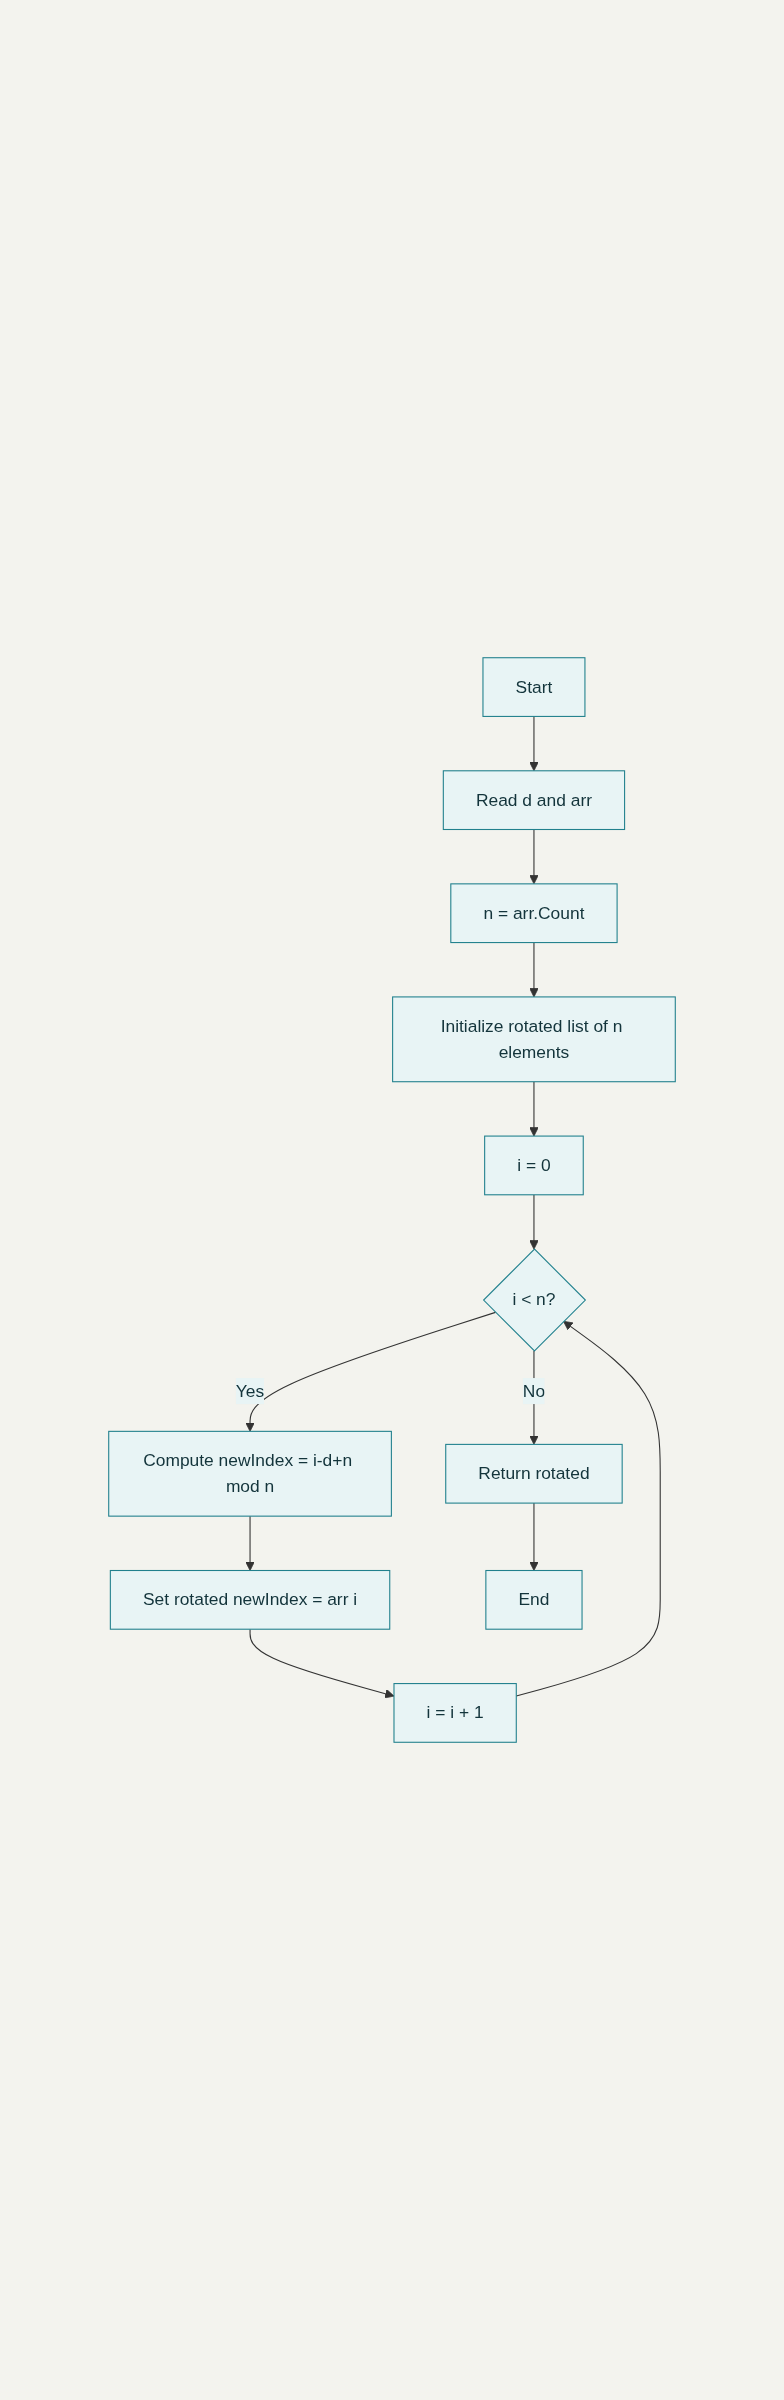 Start
Read d and arr
n = arr.Count
Initialize rotated list of n
elements
i = 0
i < n?
Yes
No
Compute newIndex = i-d+n
mod n
Return rotated
Set rotated newIndex = arr i
End
i = i + 1